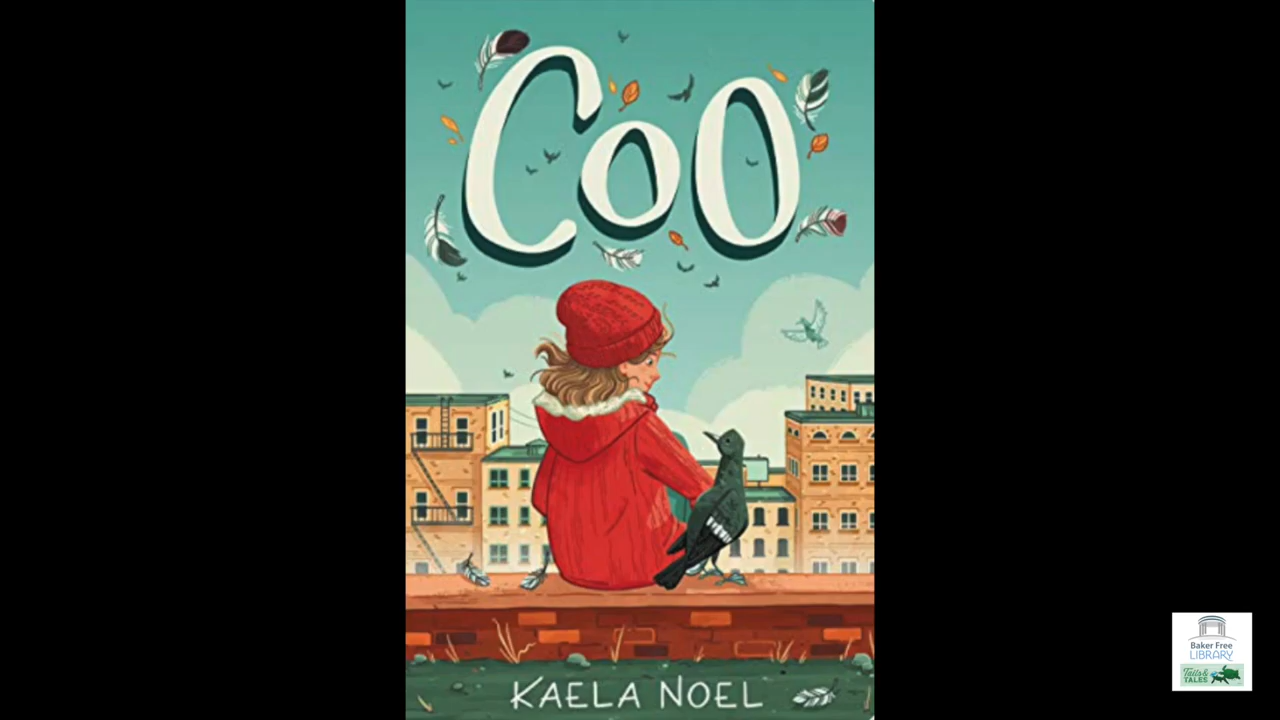 Coo
KAELA NOEL
Baker Free
LIBRARY
Tails &
TALES